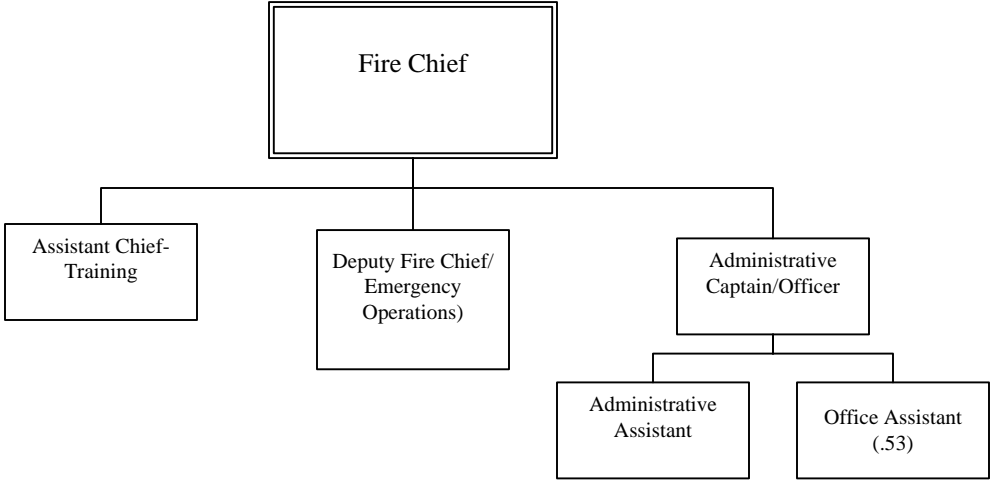 Fire Chief
Assistant Chief-
Training
Deputy Fire Chief/
Emergency
Operations)
Administrative
Captain/Officer
Administrative
Assistant
Office Assistant
(.53)